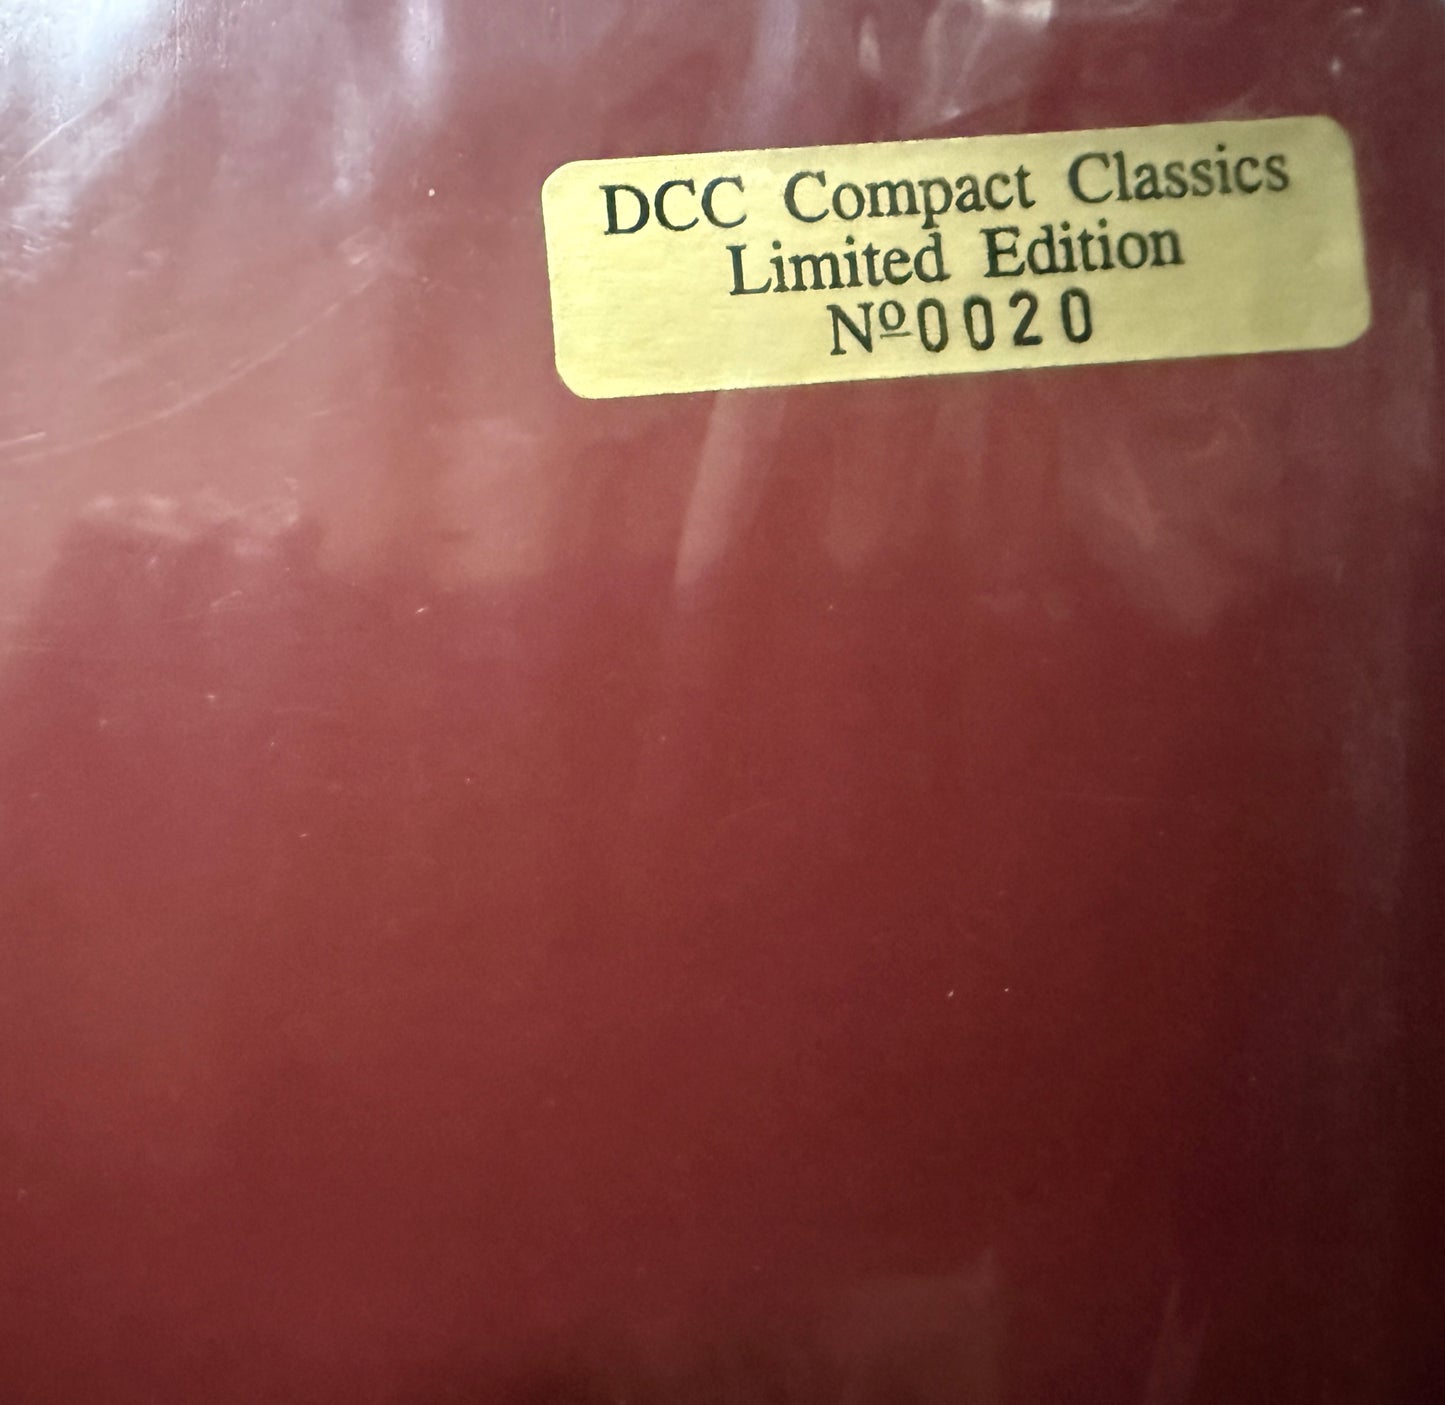 DCC Compact Classics
Limited Edition
Nº0020